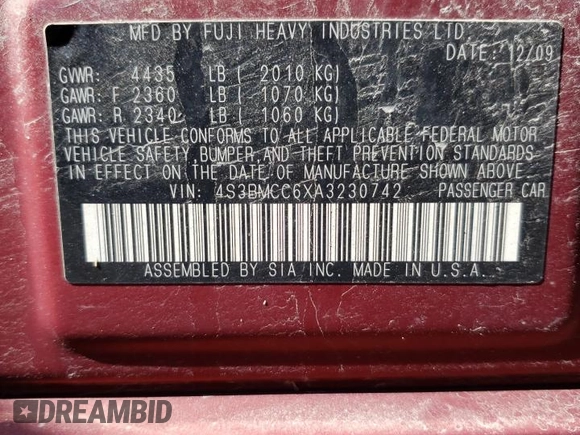 MFD BY FUJI HEAVY INDUSTRIES LTD.
DATE: 12/09
GVWR: 4435 LB ( 2010 KG)
GAWR: F 2360 LB ( 1070 KG)
GAWR: R 2340 LB ( 1060 KG)
THIS VEHICLE CONFORMS TO ALL APPLICABLE FEDERAL MOTOR
VEHICLE SAFETY, BUMPER, AND THEFT PREVENTION STANDARDS
IN EFFECT ON THE DATE OF MANUFACTURE SHOWN ABOVE
VIN: 4S3BMCC6XA3230742 PASSENGER CAR
ASSEMBLED BY SIA INC. MADE IN U.S.A.
DREAMBID